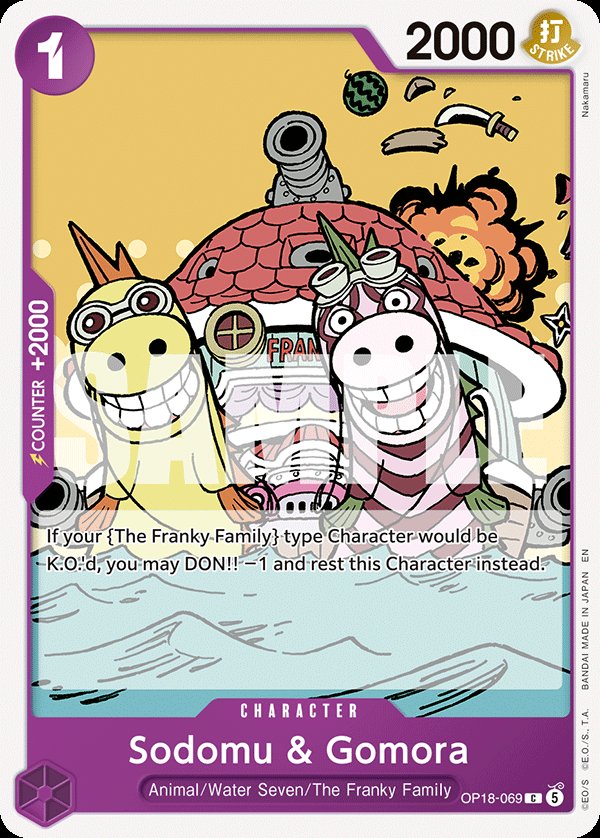 1
2000
打
STRIKE
Nakamaru
COUNTER +2000
FRAN
SAMPLE
If your {The Franky Family} type Character would be
K.O.'d, you may DON!! −1 and rest this Character instead.
©EO/S ©E.O./S., T.A. BANDAI MADE IN JAPAN EN
CHARACTER
Sodomu & Gomora
Animal/Water Seven/The Franky Family
OP18-069 C 5